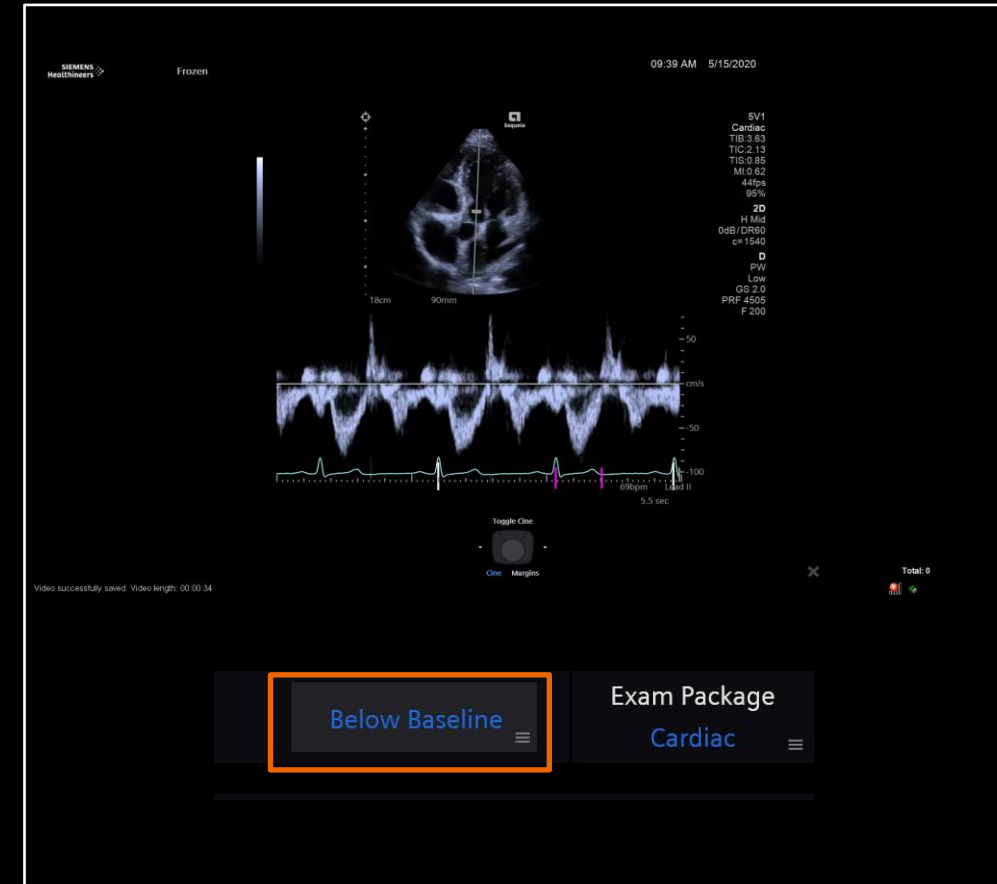 SIEMENS
Healthineers
Frozen
09:39 AM 5/15/2020
Sequoia
5V1
Cardiac
TIB:3.63
TIC:2.13
TIS:0.85
MI:0.62
44fps
95%
2D
H Mid
0dB/DR60
c=1540
D
PW
Low
GS 2.0
PRF 4505
F 200
18cm 90mm
50
cm/s
-50
-100
69bpm Lead II
5.5 sec
Toggle Cine
Cine Margins
Video successfully saved. Video length: 00:00:34
Total: 0
Below Baseline
Exam Package
Cardiac